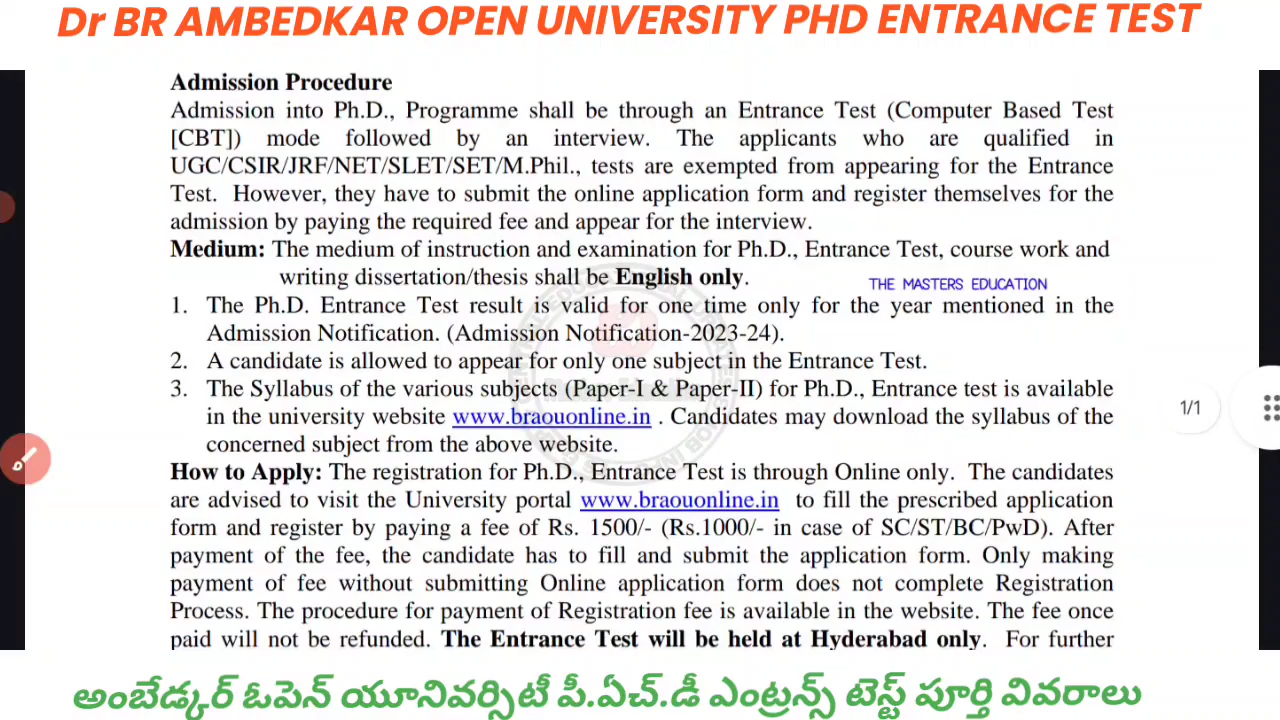 Dr BR AMBEDKAR OPEN UNIVERSITY PHD ENTRANCE TEST
Admission Procedure
Admission into Ph.D., Programme shall be through an Entrance Test (Computer Based Test
[CBT]) mode followed by an interview. The applicants who are qualified in
UGC/CSIR/JRF/NET/SLET/SET/M.Phil., tests are exempted from appearing for the Entrance
Test. However, they have to submit the online application form and register themselves for the
admission by paying the required fee and appear for the interview.
Medium: The medium of instruction and examination for Ph.D., Entrance Test, course work and
writing dissertation/thesis shall be English only.
THE MASTERS EDUCATION
1. The Ph.D. Entrance Test result is valid for one time only for the year mentioned in the
Admission Notification. (Admission Notification-2023-24).
2. A candidate is allowed to appear for only one subject in the Entrance Test.
3. The Syllabus of the various subjects (Paper-I & Paper-II) for Ph.D., Entrance test is available
in the university website www.braouonline.in . Candidates may download the syllabus of the
concerned subject from the above website.
1/1
How to Apply: The registration for Ph.D., Entrance Test is through Online only. The candidates
are advised to visit the University portal www.braouonline.in to fill the prescribed application
form and register by paying a fee of Rs. 1500/- (Rs.1000/- in case of SC/ST/BC/PwD). After
payment of the fee, the candidate has to fill and submit the application form. Only making
payment of fee without submitting Online application form does not complete Registration
Process. The procedure for payment of Registration fee is available in the website. The fee once
paid will not be refunded. The Entrance Test will be held at Hyderabad only. For further
అంబేడ్కర్ ఓపెన్ యూనివర్సిటీ పీ.ఏచ్.డీ ఎంట్రన్స్ టెస్ట్ పూర్తి వివరాలు